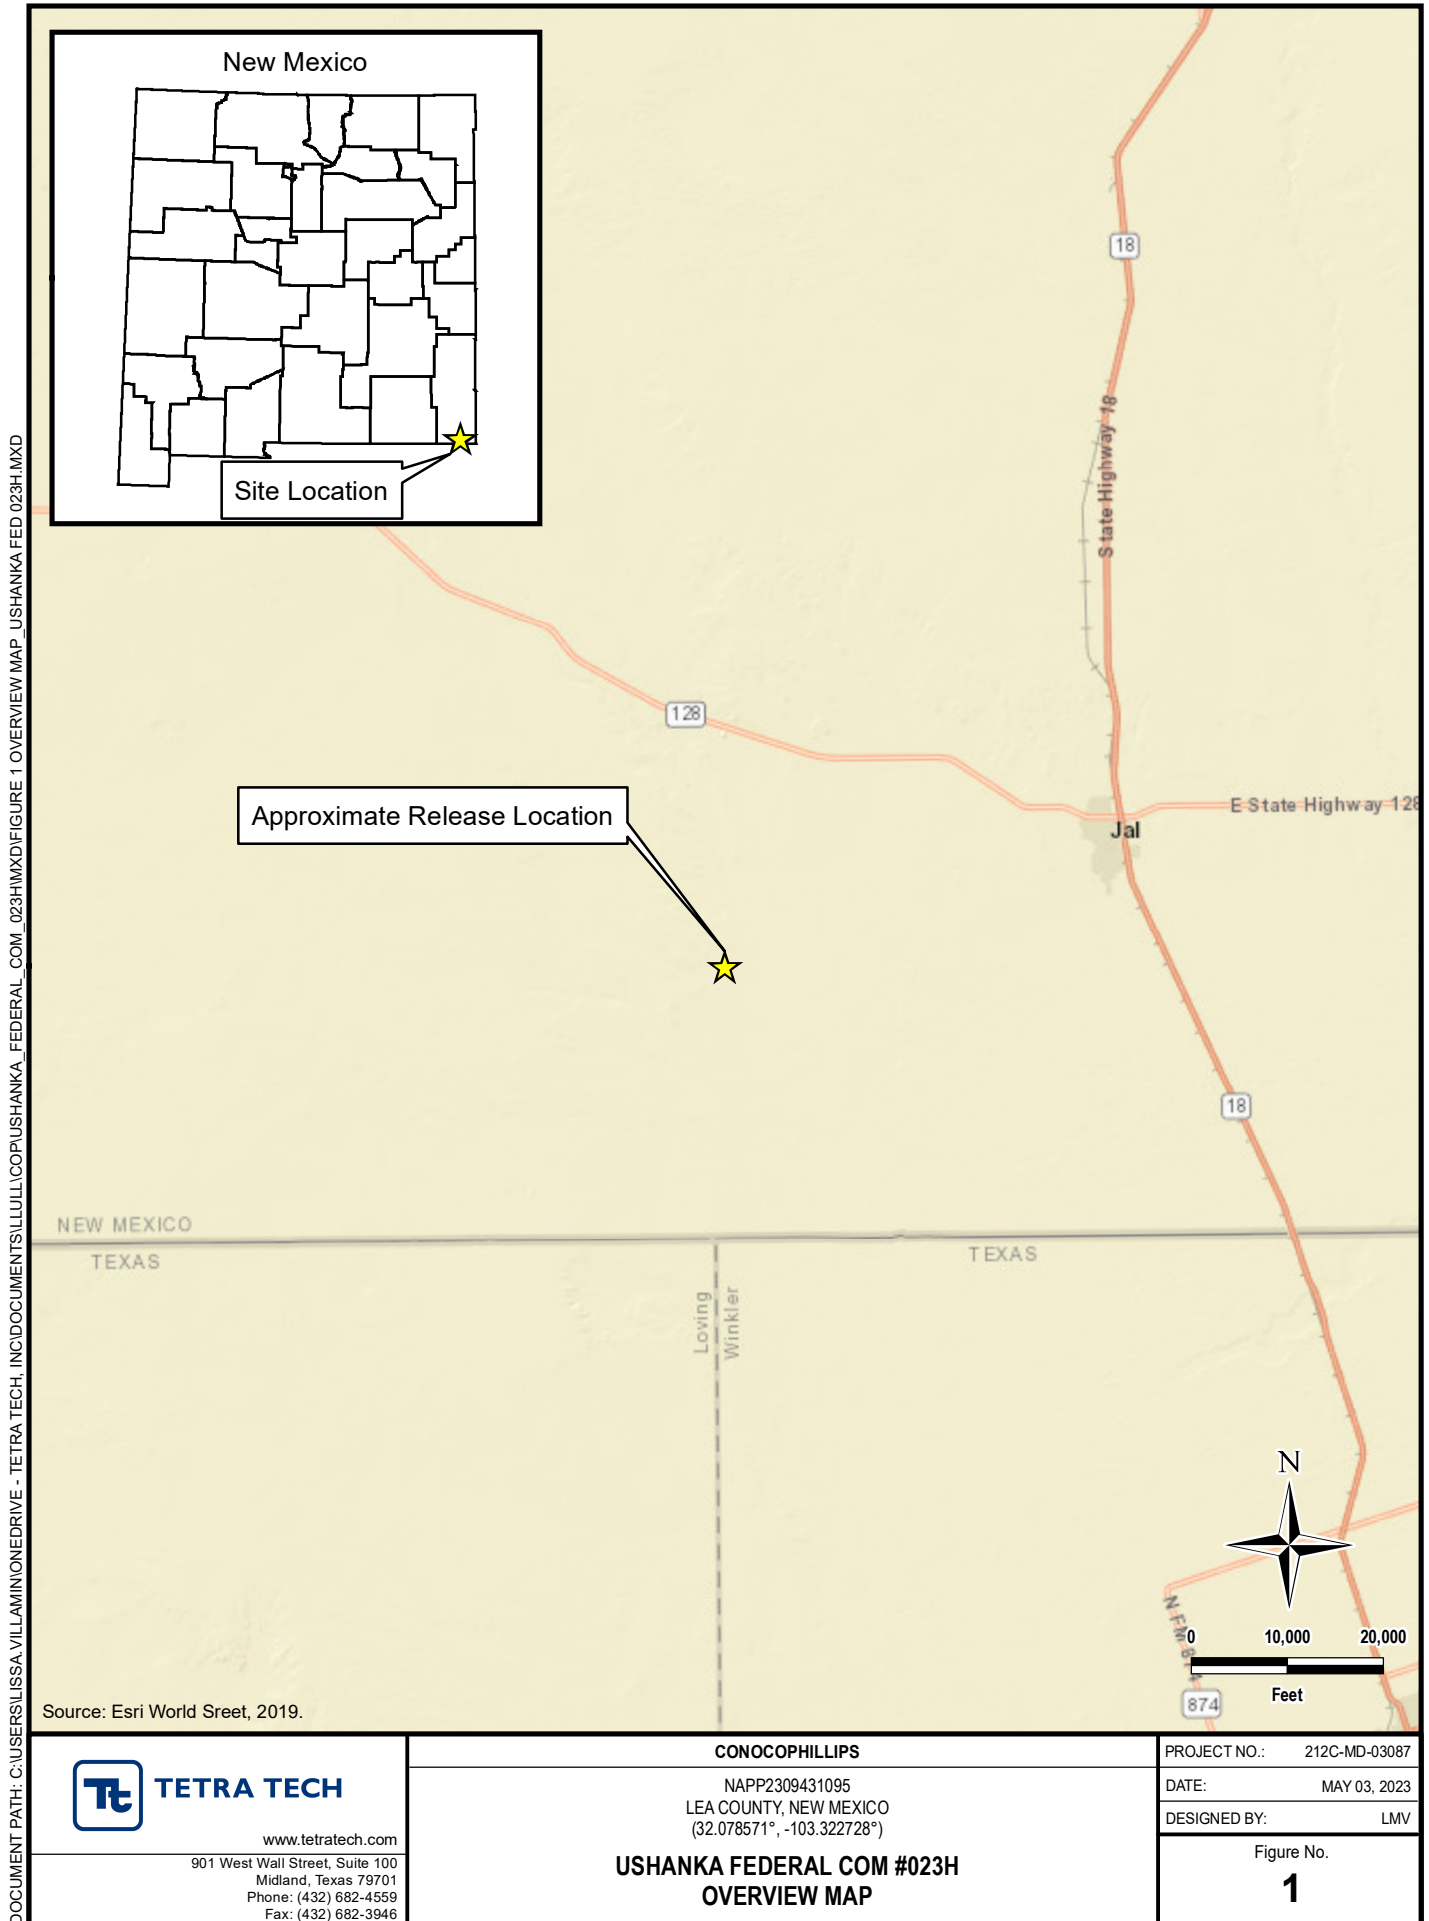 New Mexico
Site Location
18
State Highway 18
128
Approximate Release Location
E State Highway 128
Jal
18
NEW MEXICO
TEXAS
TEXAS
Loving
Winkler
N
N FM 874
0 10,000 20,000
Feet
874
Source: Esri World Sreet, 2019.
DOCUMENT PATH: C:\USERS\LISSA.VILLAMIN\ONEDRIVE - TETRA TECH, INC\DOCUMENTS\LLULL\COP\USHANKA_FEDERAL_COM_023H\MXD\FIGURE 1 OVERVIEW MAP_USHANKA FED 023H.MXD
Tt TETRA TECH
www.tetratech.com
901 West Wall Street, Suite 100
Midland, Texas 79701
Phone: (432) 682-4559
Fax: (432) 682-3946
CONOCOPHILLIPS
NAPP2309431095
LEA COUNTY, NEW MEXICO
(32.078571°, -103.322728°)
USHANKA FEDERAL COM #023H
OVERVIEW MAP
PROJECT NO.: 212C-MD-03087
DATE: MAY 03, 2023
DESIGNED BY: LMV
Figure No.
1